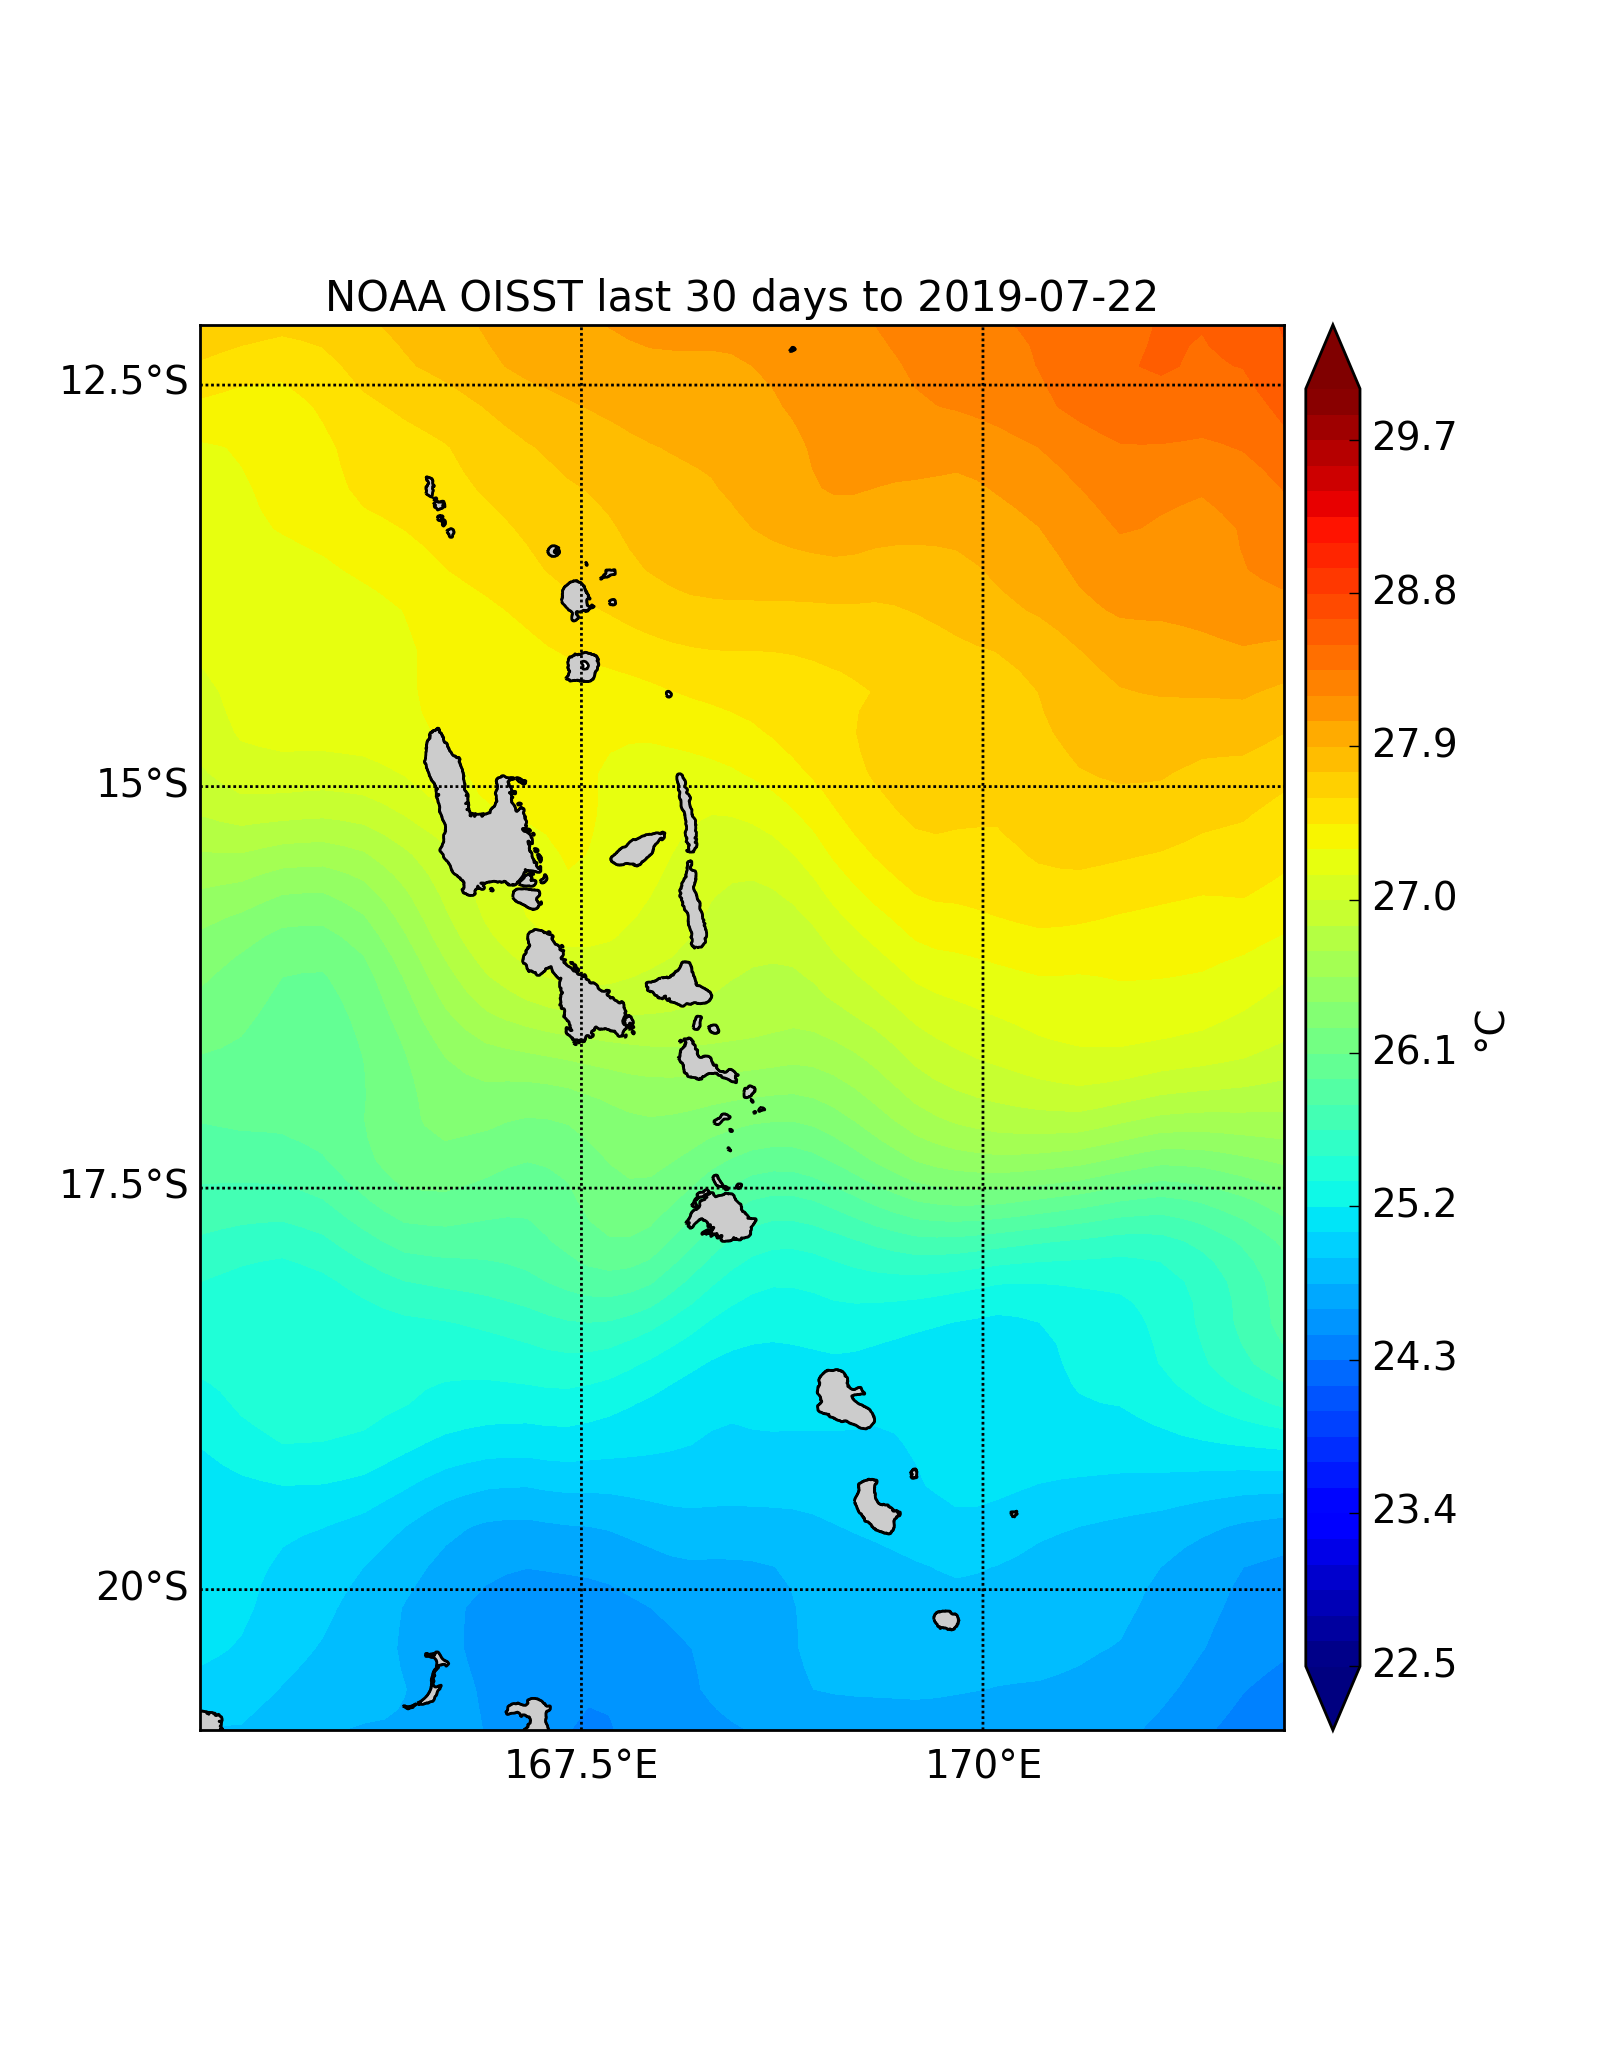 NOAA OISST last 30 days to 2019-07-22
12.5°S
15°S
17.5°S
20°S
167.5°E
170°E
29.7
28.8
27.9
27.0
26.1
25.2
24.3
23.4
22.5
°C